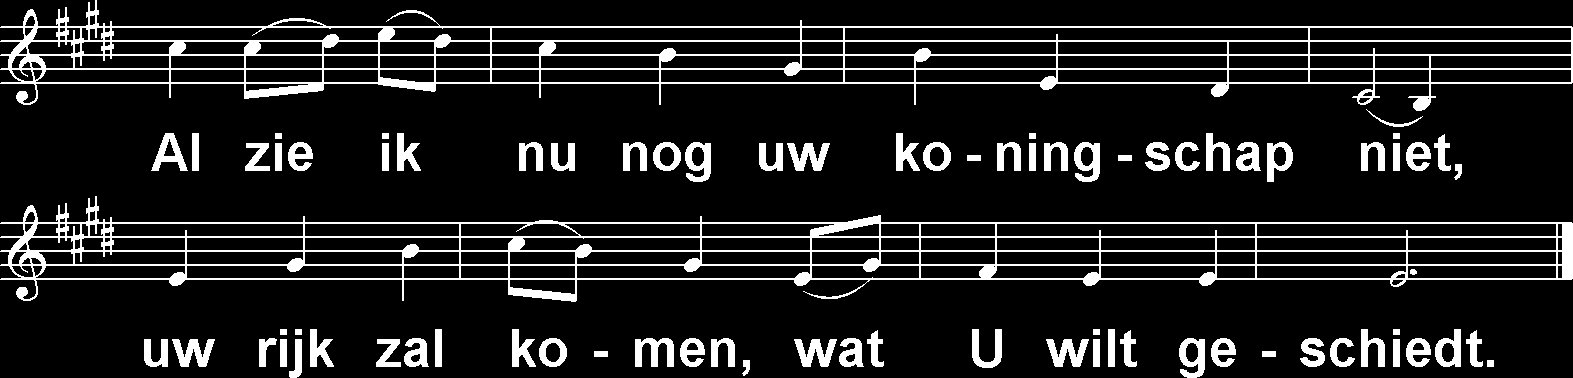 Al zie ik nu nog uw ko - ning - schap niet,
uw rijk zal ko - men, wat U wilt ge - schiedt.